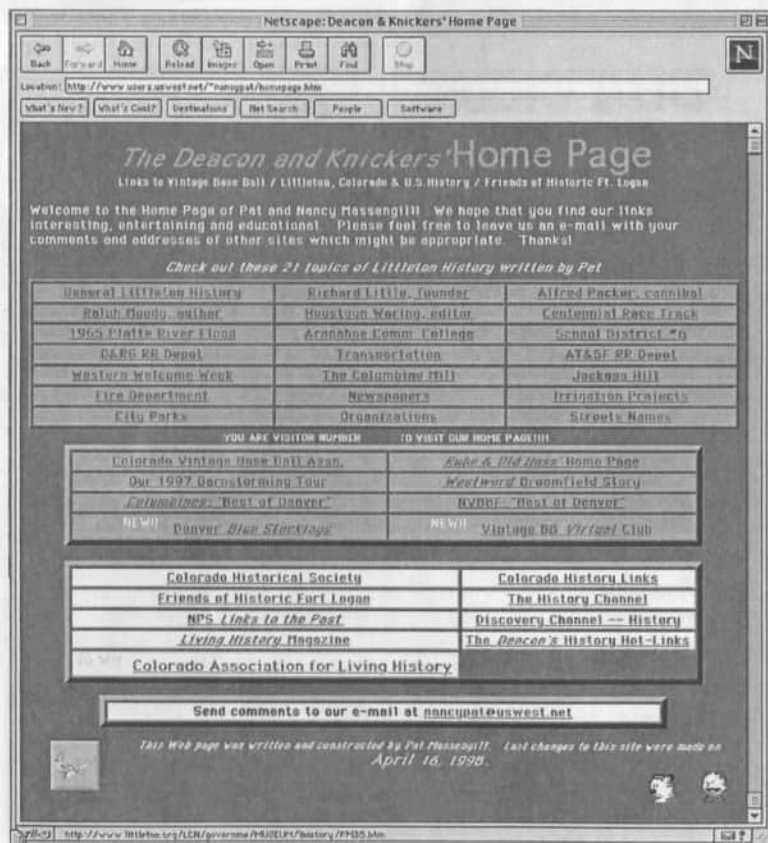 Netscape: Deacon & Knickers' Home Page
Back Forward Home Reload Images Open Print Find Stop
N
Location: http://www.users.uswest.net/~nancypat/homepage.htm
What's New? What's Cool? Destinations Net Search People Software
The Deacon and Knickers' Home Page
Links to Vintage Base Ball / Littleton, Colorado & U.S. History / Friends of Historic Ft. Logan
Welcome to the Home Page of Pat and Nancy Massengill! We hope that you find our links
interesting, entertaining and educational. Please feel free to leave us an e-mail with your
comments and addresses of other sites which might be appropriate. Thanks!
Check out these 21 topics of Littleton History written by Pat
General Littleton History Richard Little, founder Alfred Packer, cannibal
Ralph Moody, author Houstoun Waring, editor Centennial Race Track
1965 Platte River Flood Arapahoe Comm. College School District #6
D&RG RR Depot Transportation AT&SF RR Depot
Western Welcome Week The Columbine Mill Jackass Hill
Fire Department Newspapers Irrigation Projects
City Parks Organizations Streets Names
YOU ARE VISITOR NUMBER TO VISIT OUR HOME PAGE!!!!
Colorado Vintage Base Ball Assn. Rube & Old Hoss' Home Page
Our 1997 Barnstorming Tour Westword Broomfield Story
Columbines: "Best of Denver" NVBBF: "Best of Denver"
NEW!! Denver Blue Stockings NEW!! Vintage BB Virtual Club
Colorado Historical Society Colorado History Links
Friends of Historic Fort Logan The History Channel
NPS Links to the Past Discovery Channel -- History
Living History Magazine The Deacon's History Hot-Links
Colorado Association for Living History
Send comments to our e-mail at nancypat@uswest.net
This Web page was written and constructed by Pat Massengill. Last changes to this site were made on
April 16, 1998.
http://www.littleton.org/LCN/governme/MUSEUM/lhistory/PM35.htm